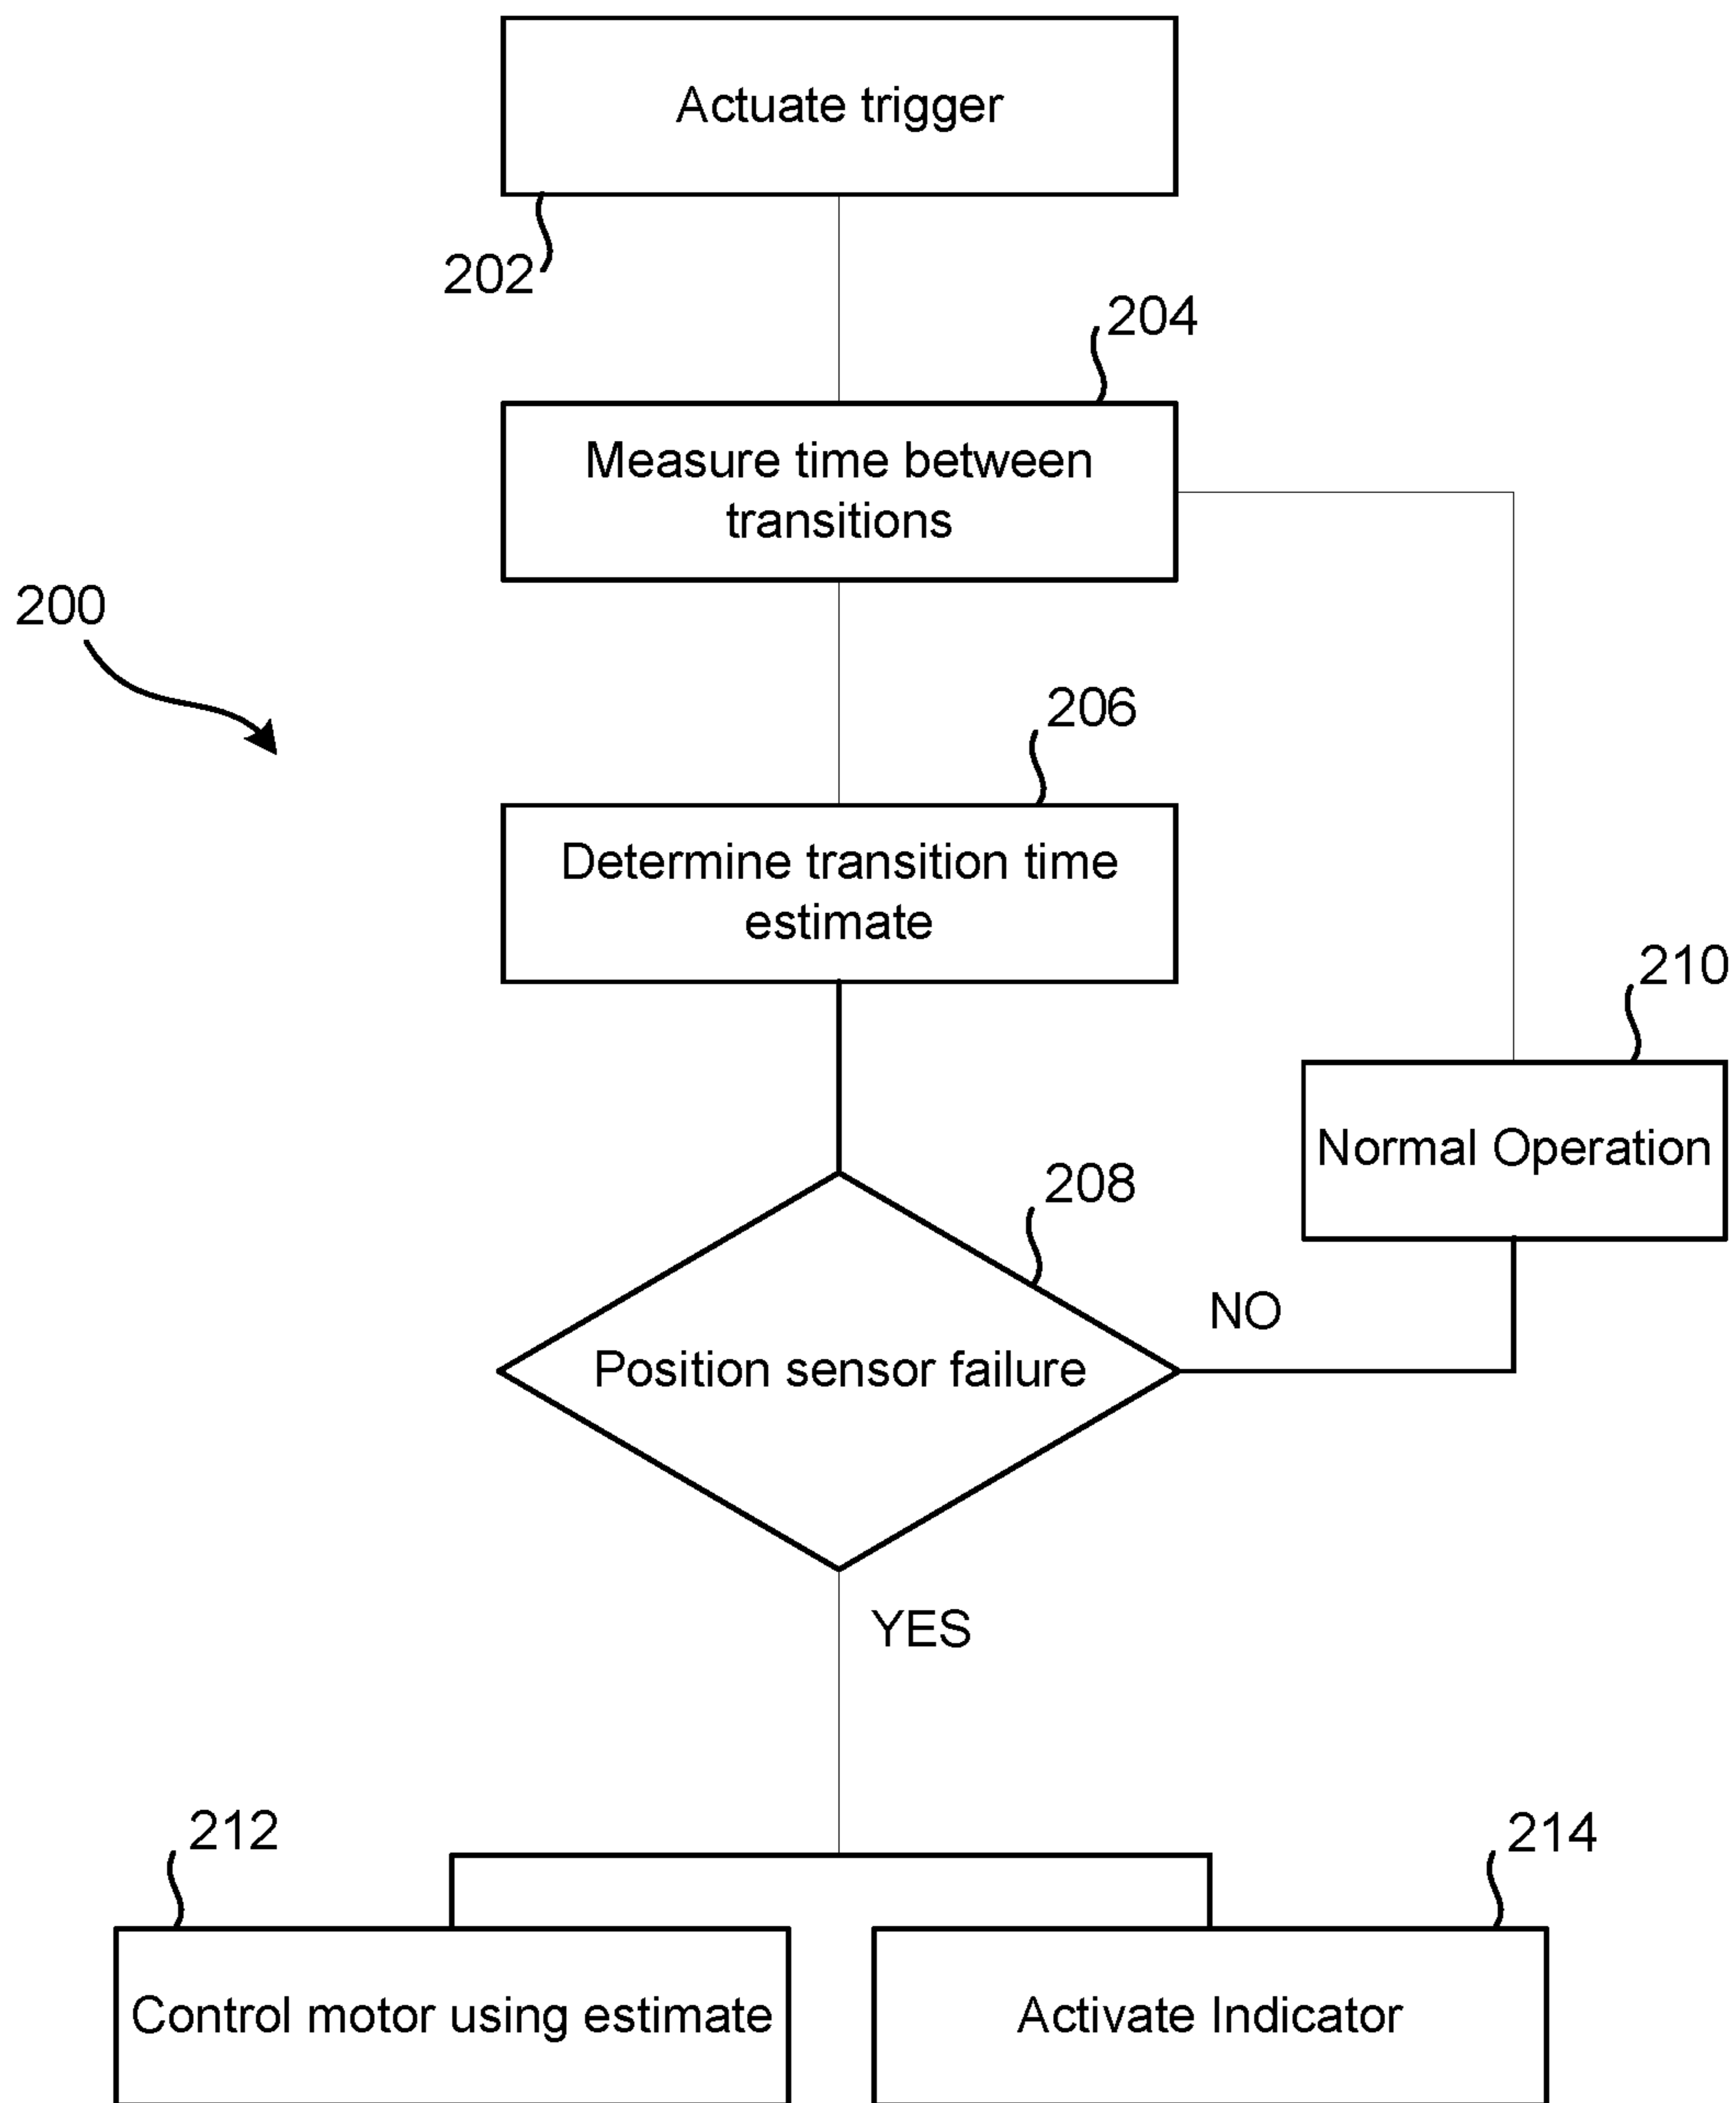 Actuate trigger
202
204
Measure time between
transitions
200
206
Determine transition time
estimate
210
Normal Operation
208
NO
Position sensor failure
YES
212
214
Control motor using estimate
Activate Indicator